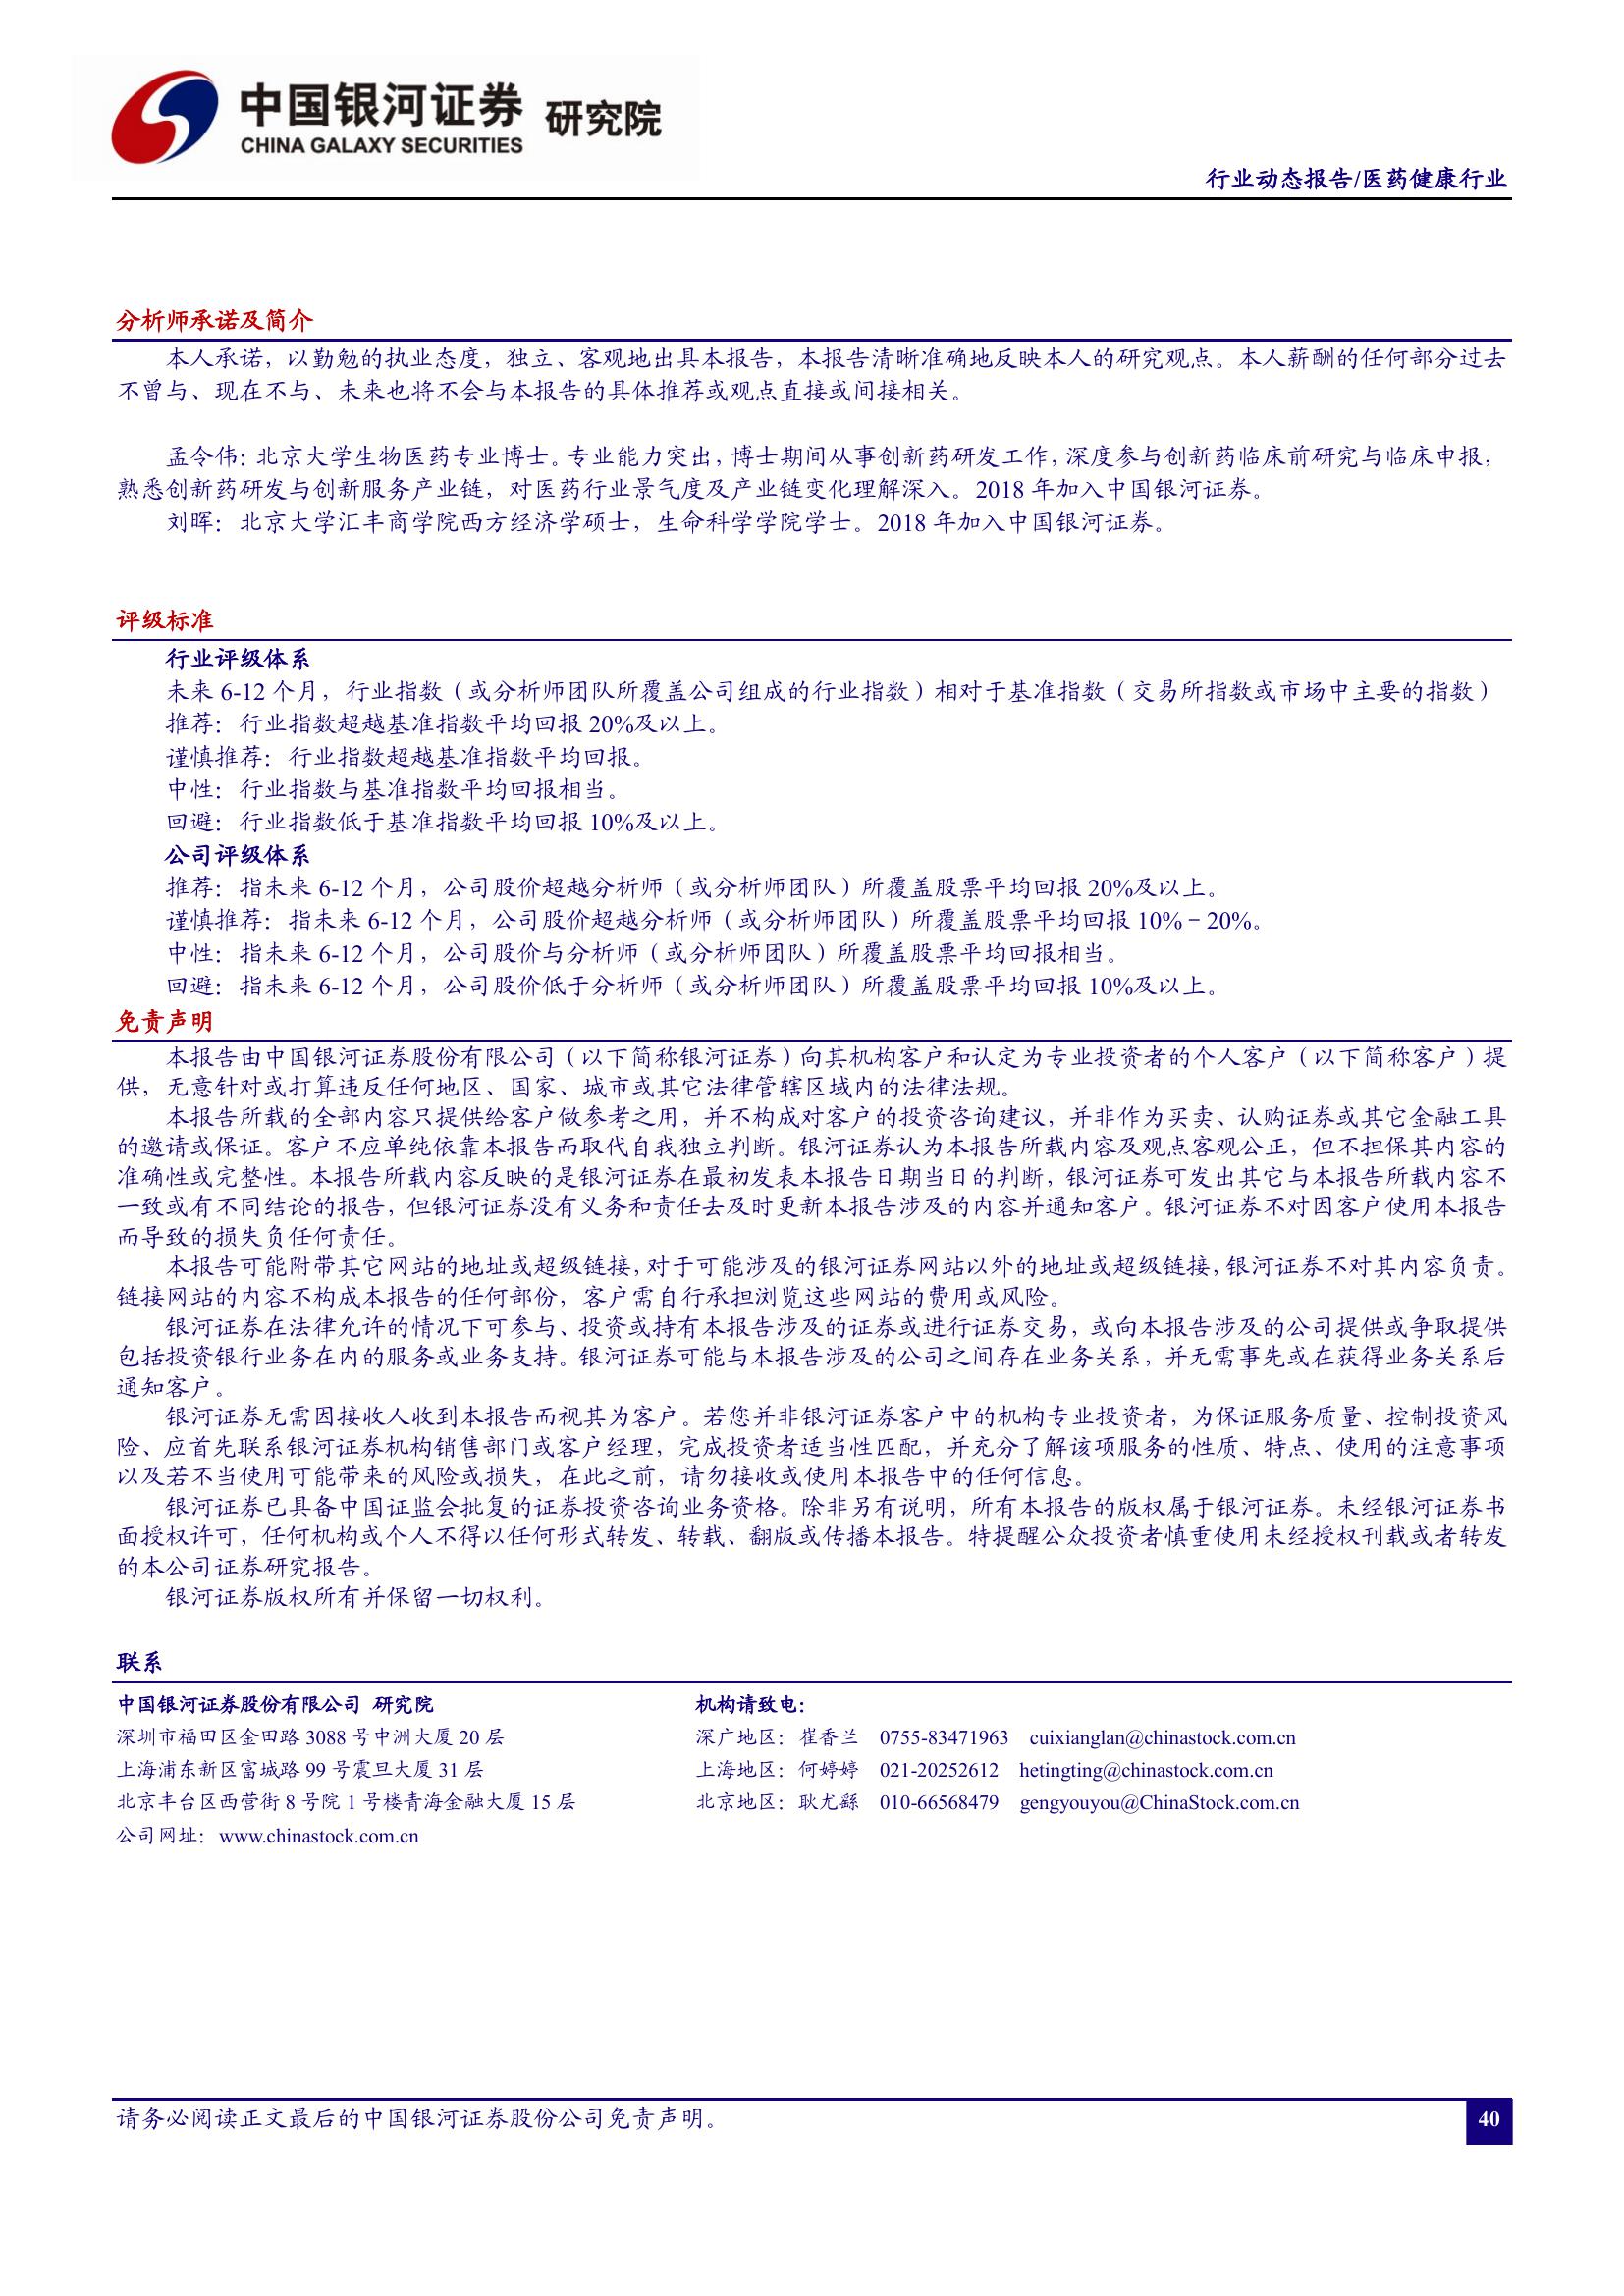 中国银河证券 研究院
CHINA GALAXY SECURITIES
行业动态报告/医药健康行业
分析师承诺及简介
本人承诺，以勤勉的执业态度，独立、客观地出具本报告，本报告清晰准确地反映本人的研究观点。本人薪酬的任何部分过去
不曾与、现在不与、未来也将不会与本报告的具体推荐或观点直接或间接相关。
孟令伟：北京大学生物医药专业博士。专业能力突出，博士期间从事创新药研发工作，深度参与创新药临床前研究与临床申报，
熟悉创新药研发与创新服务产业链，对医药行业景气度及产业链变化理解深入。2018 年加入中国银河证券。
刘晖：北京大学汇丰商学院西方经济学硕士，生命科学学院学士。2018 年加入中国银河证券。
评级标准
行业评级体系
未来 6-12 个月，行业指数（或分析师团队所覆盖公司组成的行业指数）相对于基准指数（交易所指数或市场中主要的指数）
推荐：行业指数超越基准指数平均回报 20%及以上。
谨慎推荐：行业指数超越基准指数平均回报。
中性：行业指数与基准指数平均回报相当。
回避：行业指数低于基准指数平均回报 10%及以上。
公司评级体系
推荐：指未来 6-12 个月，公司股价超越分析师（或分析师团队）所覆盖股票平均回报 20%及以上。
谨慎推荐：指未来 6-12 个月，公司股价超越分析师（或分析师团队）所覆盖股票平均回报 10%－20%。
中性：指未来 6-12 个月，公司股价与分析师（或分析师团队）所覆盖股票平均回报相当。
回避：指未来 6-12 个月，公司股价低于分析师（或分析师团队）所覆盖股票平均回报 10%及以上。
免责声明
本报告由中国银河证券股份有限公司（以下简称银河证券）向其机构客户和认定为专业投资者的个人客户（以下简称客户）提
供，无意针对或打算违反任何地区、国家、城市或其它法律管辖区域内的法律法规。
本报告所载的全部内容只提供给客户做参考之用，并不构成对客户的投资咨询建议，并非作为买卖、认购证券或其它金融工具
的邀请或保证。客户不应单纯依靠本报告而取代自我独立判断。银河证券认为本报告所载内容及观点客观公正，但不担保其内容的
准确性或完整性。本报告所载内容反映的是银河证券在最初发表本报告日期当日的判断，银河证券可发出其它与本报告所载内容不
一致或有不同结论的报告，但银河证券没有义务和责任去及时更新本报告涉及的内容并通知客户。银河证券不对因客户使用本报告
而导致的损失负任何责任。
本报告可能附带其它网站的地址或超级链接，对于可能涉及的银河证券网站以外的地址或超级链接，银河证券不对其内容负责。
链接网站的内容不构成本报告的任何部份，客户需自行承担浏览这些网站的费用或风险。
银河证券在法律允许的情况下可参与、投资或持有本报告涉及的证券或进行证券交易，或向本报告涉及的公司提供或争取提供
包括投资银行业务在内的服务或业务支持。银河证券可能与本报告涉及的公司之间存在业务关系，并无需事先或在获得业务关系后
通知客户。
银河证券无需因接收人收到本报告而视其为客户。若您并非银河证券客户中的机构专业投资者，为保证服务质量、控制投资风
险、应首先联系银河证券机构销售部门或客户经理，完成投资者适当性匹配，并充分了解该项服务的性质、特点、使用的注意事项
以及若不当使用可能带来的风险或损失，在此之前，请勿接收或使用本报告中的任何信息。
银河证券已具备中国证监会批复的证券投资咨询业务资格。除非另有说明，所有本报告的版权属于银河证券。未经银河证券书
面授权许可，任何机构或个人不得以任何形式转发、转载、翻版或传播本报告。特提醒公众投资者慎重使用未经授权刊载或者转发
的本公司证券研究报告。
银河证券版权所有并保留一切权利。
联系
中国银河证券股份有限公司 研究院 机构请致电：
深圳市福田区金田路 3088 号中洲大厦 20 层 深广地区：崔香兰 0755-83471963 cuixianglan@chinastock.com.cn
上海浦东新区富城路 99 号震旦大厦 31 层 上海地区：何婷婷 021-20252612 hetingting@chinastock.com.cn
北京丰台区西营街 8 号院 1 号楼青海金融大厦 15 层 北京地区：耿尤繇 010-66568479 gengyouyou@ChinaStock.com.cn
公司网址：www.chinastock.com.cn
请务必阅读正文最后的中国银河证券股份公司免责声明。
40